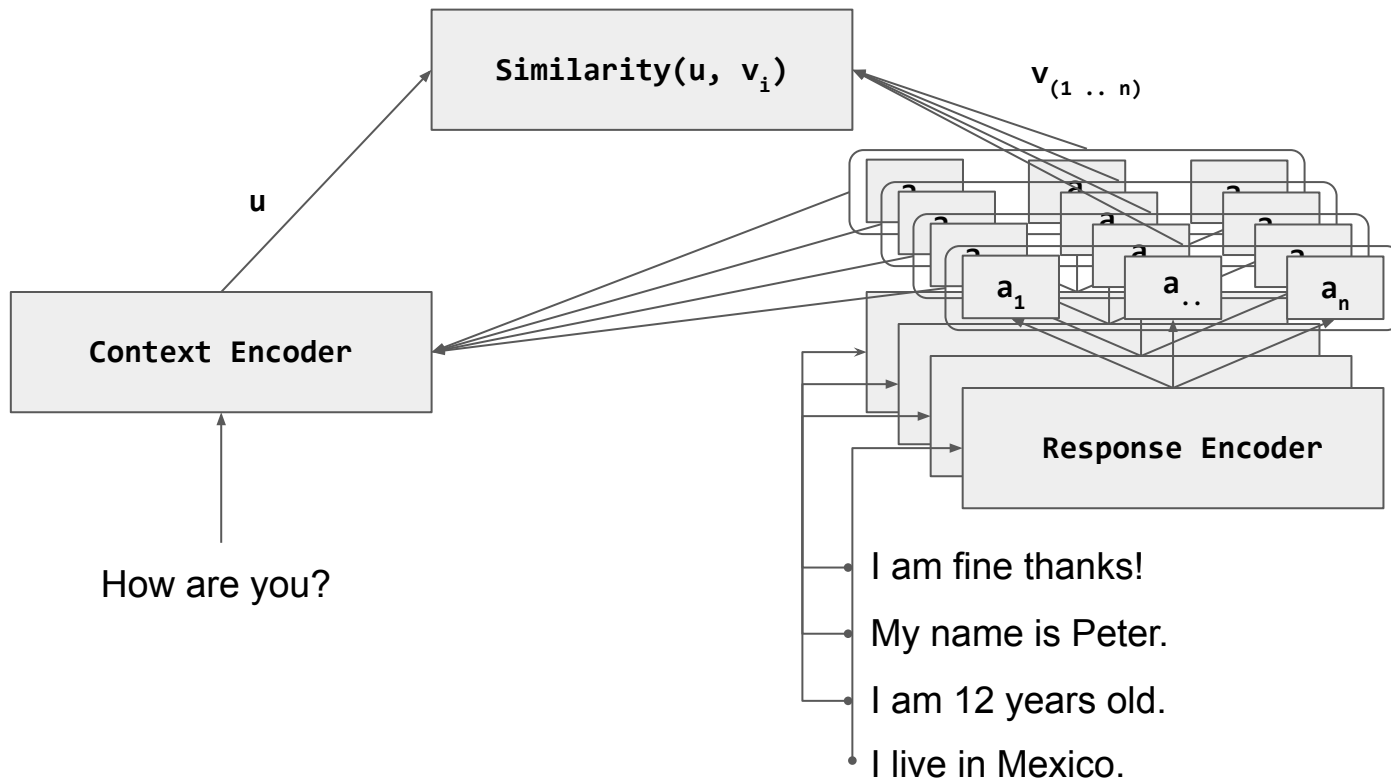 Similarity(u, vᵢ)
v₍₁ .. ₙ₎
u
a
a
a
a
a
a
a
a
a
a₁
a..
aₙ
Context Encoder
Response Encoder
How are you?
I am fine thanks!
My name is Peter.
I am 12 years old.
I live in Mexico.